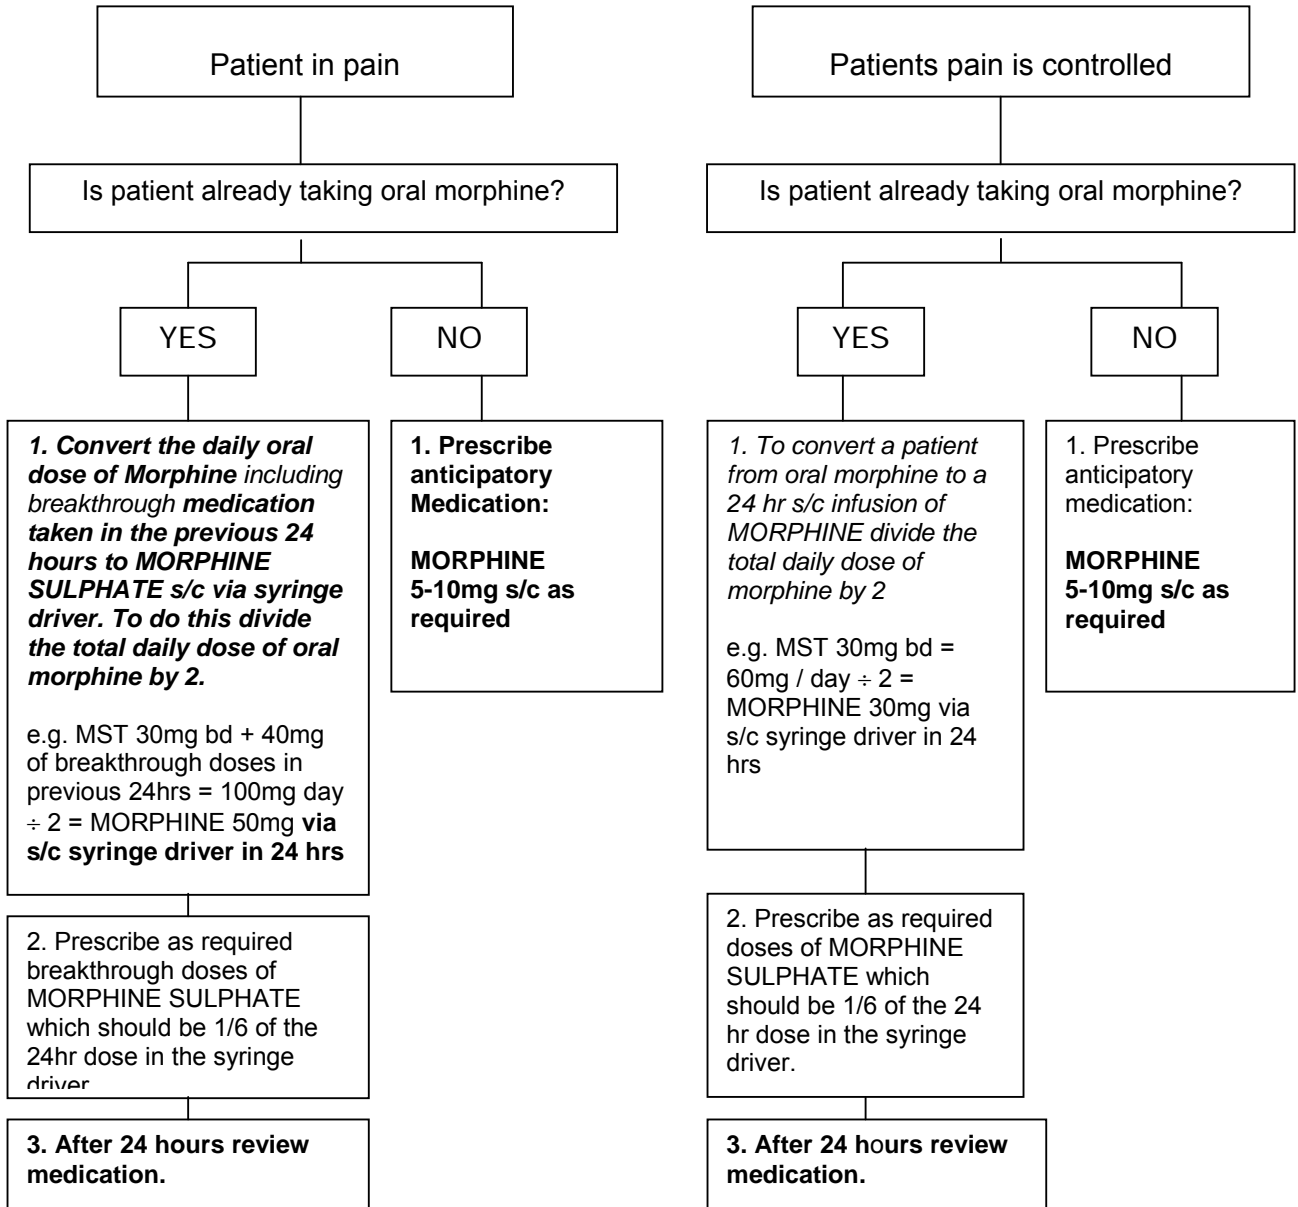 Patient in pain
Is patient already taking oral morphine?
YES
NO
1. Convert the daily oral
dose of Morphine including
breakthrough medication
taken in the previous 24
hours to MORPHINE
SULPHATE s/c via syringe
driver. To do this divide
the total daily dose of oral
morphine by 2.
e.g. MST 30mg bd + 40mg
of breakthrough doses in
previous 24hrs = 100mg day
÷ 2 = MORPHINE 50mg via
s/c syringe driver in 24 hrs
1. Prescribe
anticipatory
Medication:
MORPHINE
5-10mg s/c as
required
2. Prescribe as required
breakthrough doses of
MORPHINE SULPHATE
which should be 1/6 of the
24hr dose in the syringe
driver
3. After 24 hours review
medication.
Patients pain is controlled
Is patient already taking oral morphine?
YES
NO
1. To convert a patient
from oral morphine to a
24 hr s/c infusion of
MORPHINE divide the
total daily dose of
morphine by 2
e.g. MST 30mg bd =
60mg / day ÷ 2 =
MORPHINE 30mg via
s/c syringe driver in 24
hrs
1. Prescribe
anticipatory
medication:
MORPHINE
5-10mg s/c as
required
2. Prescribe as required
doses of MORPHINE
SULPHATE which
should be 1/6 of the 24
hr dose in the syringe
driver.
3. After 24 hours review
medication.